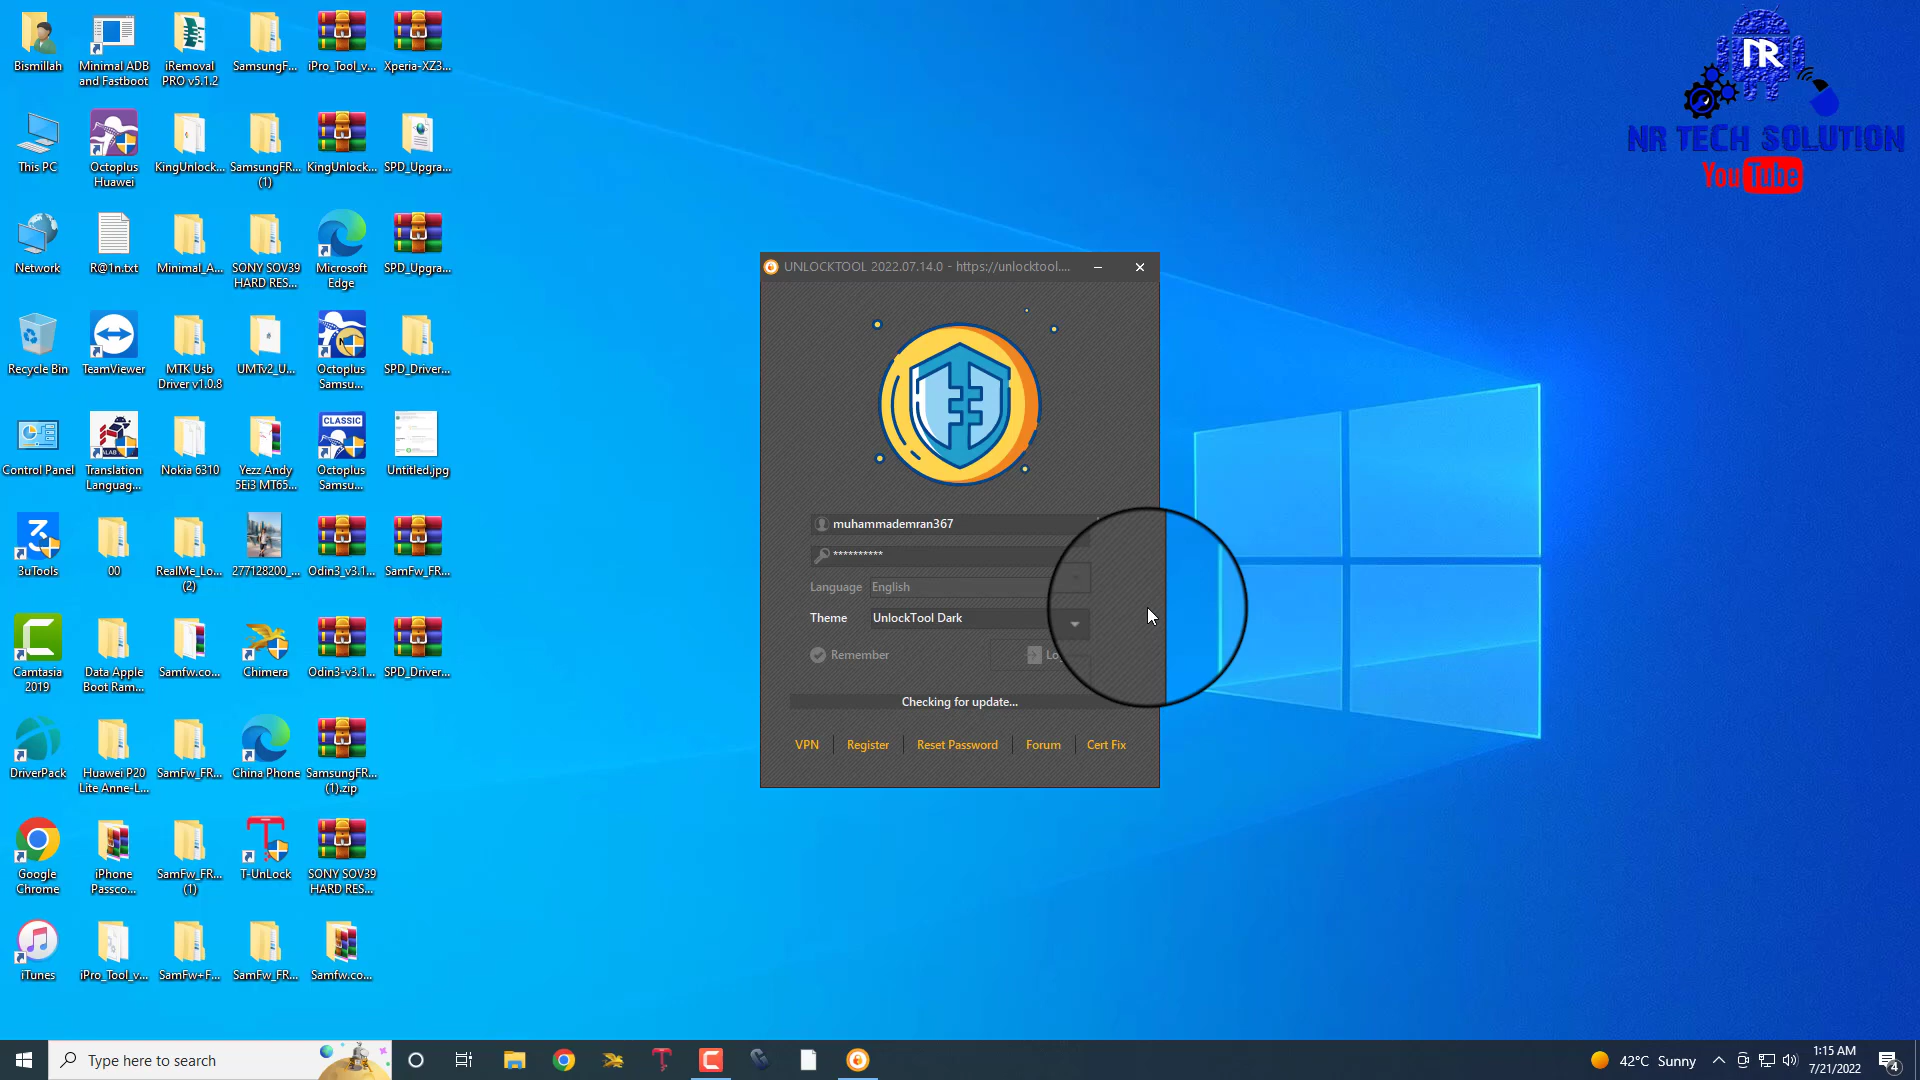 Bismillah
Minimal ADB
and Fastboot
iRemoval
PRO v5.1.2
SamsungF...
iPro_Tool_v...
Xperia-XZ3...
This PC
Octoplus
Huawei
KingUnlock...
SamsungFR...
(1)
KingUnlock...
SPD_Upgra...
Network
R@1n.txt
Minimal_A...
SONY SOV39
HARD RES...
Microsoft
Edge
SPD_Upgra...
Recycle Bin
TeamViewer
MTK Usb
Driver v1.0.8
UMTv2_U...
Octoplus
Samsu...
SPD_Driver...
Control Panel
Translation
Languag...
Nokia 6310
Yezz Andy
5Ei3 MT65...
CLASSIC
Octoplus
Samsu...
Untitled.jpg
3uTools
00
RealMe_Lo...
(2)
277128200_...
Odin3_v3.1...
SamFw_FR...
Camtasia
2019
Data Apple
Boot Ram...
Samfw.co...
Chimera
Odin3-v3.1...
SPD_Driver...
DriverPack
Huawei P20
Lite Anne-L...
SamFw_FR...
China Phone
SamsungFR...
(1).zip
Google
Chrome
iPhone
Passco...
SamFw_FR...
(1)
T-UnLock
SONY SOV39
HARD RES...
iTunes
iPro_Tool_v...
SamFw+F...
SamFw_FR...
Samfw.co...
NR
NR TECH SOLUTION
YouTube
UNLOCKTOOL 2022.07.14.0 - https://unlocktool....
muhammademran367
**********
Language English
Theme UnlockTool Dark
Remember
Lo
Checking for update...
VPN
Register
Reset Password
Forum
Cert Fix
Type here to search
42°C Sunny
1:15 AM
7/21/2022
4